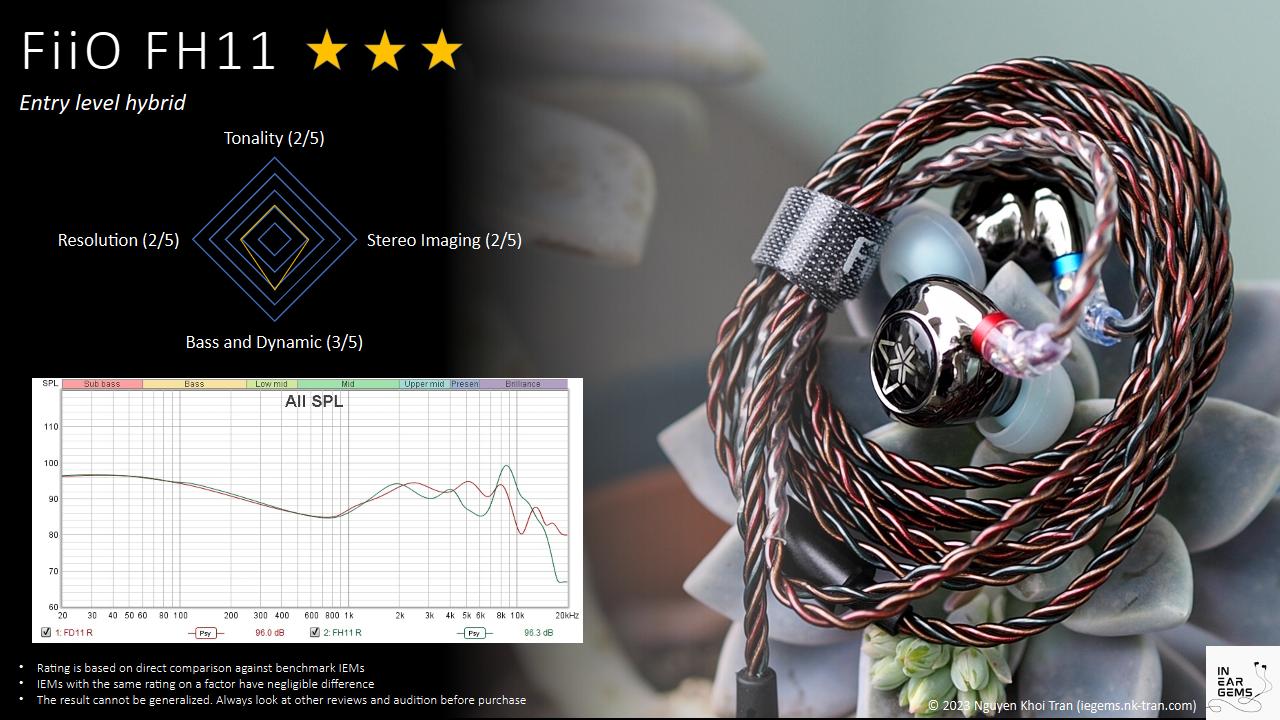 FiiO FH11 ★ ★ ★
Entry level hybrid
Tonality (2/5)
Resolution (2/5)
Stereo Imaging (2/5)
Bass and Dynamic (3/5)
SPL Sub bass Bass Low mid Mid Upper mid Presen Brilliance
All SPL
110
100
90
80
70
60
20 30 40 50 60 80 100 200 300 400 600 800 1k 2k 3k 4k 5k 6k 8k 10k 20kHz
1: FD11 R Psy 96.0 dB 2: FH11 R Psy 96.3 dB
• Rating is based on direct comparison against benchmark IEMs
• IEMs with the same rating on a factor have negligible difference
• The result cannot be generalized. Always look at other reviews and audition before purchase
© 2023 Nguyen Khoi Tran (iegems.nk-tran.com)
IN
EAR
GEMS